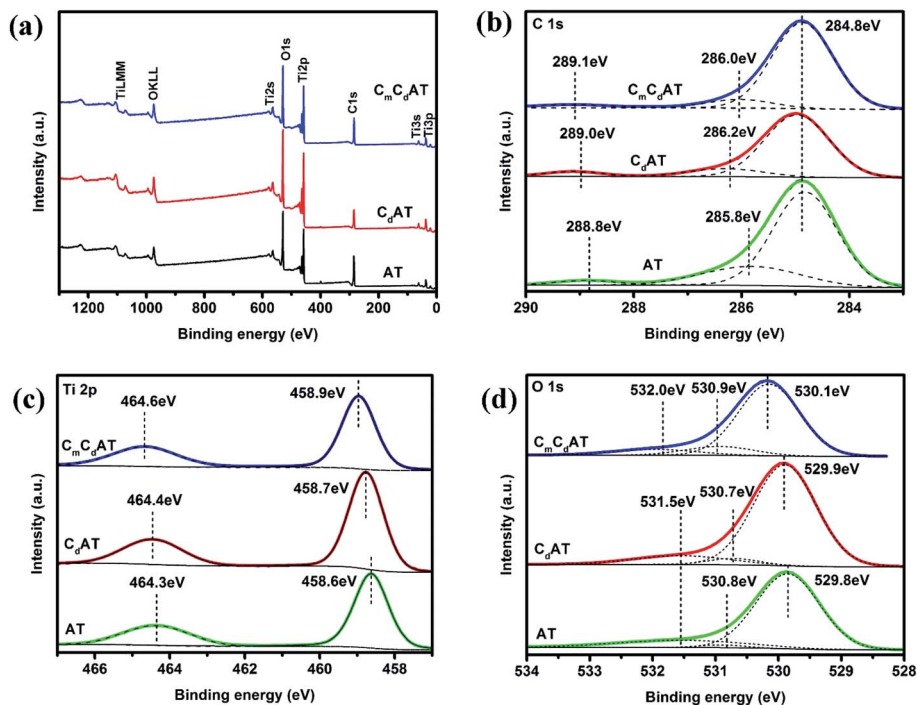 (a)
TiLMM
OKLL
Ti2s
O1s
Ti2p
C1s
Ti3s
Ti3p
CmCdAT
CdAT
AT
Intensity (a.u.)
1200 1000 800 600 400 200 0
Binding energy (eV)
(b)
C 1s
284.8eV
289.1eV
286.0eV
CmCdAT
289.0eV
286.2eV
CdAT
288.8eV
285.8eV
AT
Intensity (a.u.)
290 288 286 284
Binding energy (eV)
(c)
Ti 2p
464.6eV
458.9eV
CmCdAT
464.4eV
458.7eV
CdAT
464.3eV
458.6eV
AT
Intensity (a.u.)
466 464 462 460 458
Binding energy (eV)
(d)
O 1s
532.0eV
530.9eV
530.1eV
CmCdAT
531.5eV
530.7eV
529.9eV
CdAT
530.8eV
529.8eV
AT
Intensity (a.u.)
534 533 532 531 530 529 528
Binding energy (eV)